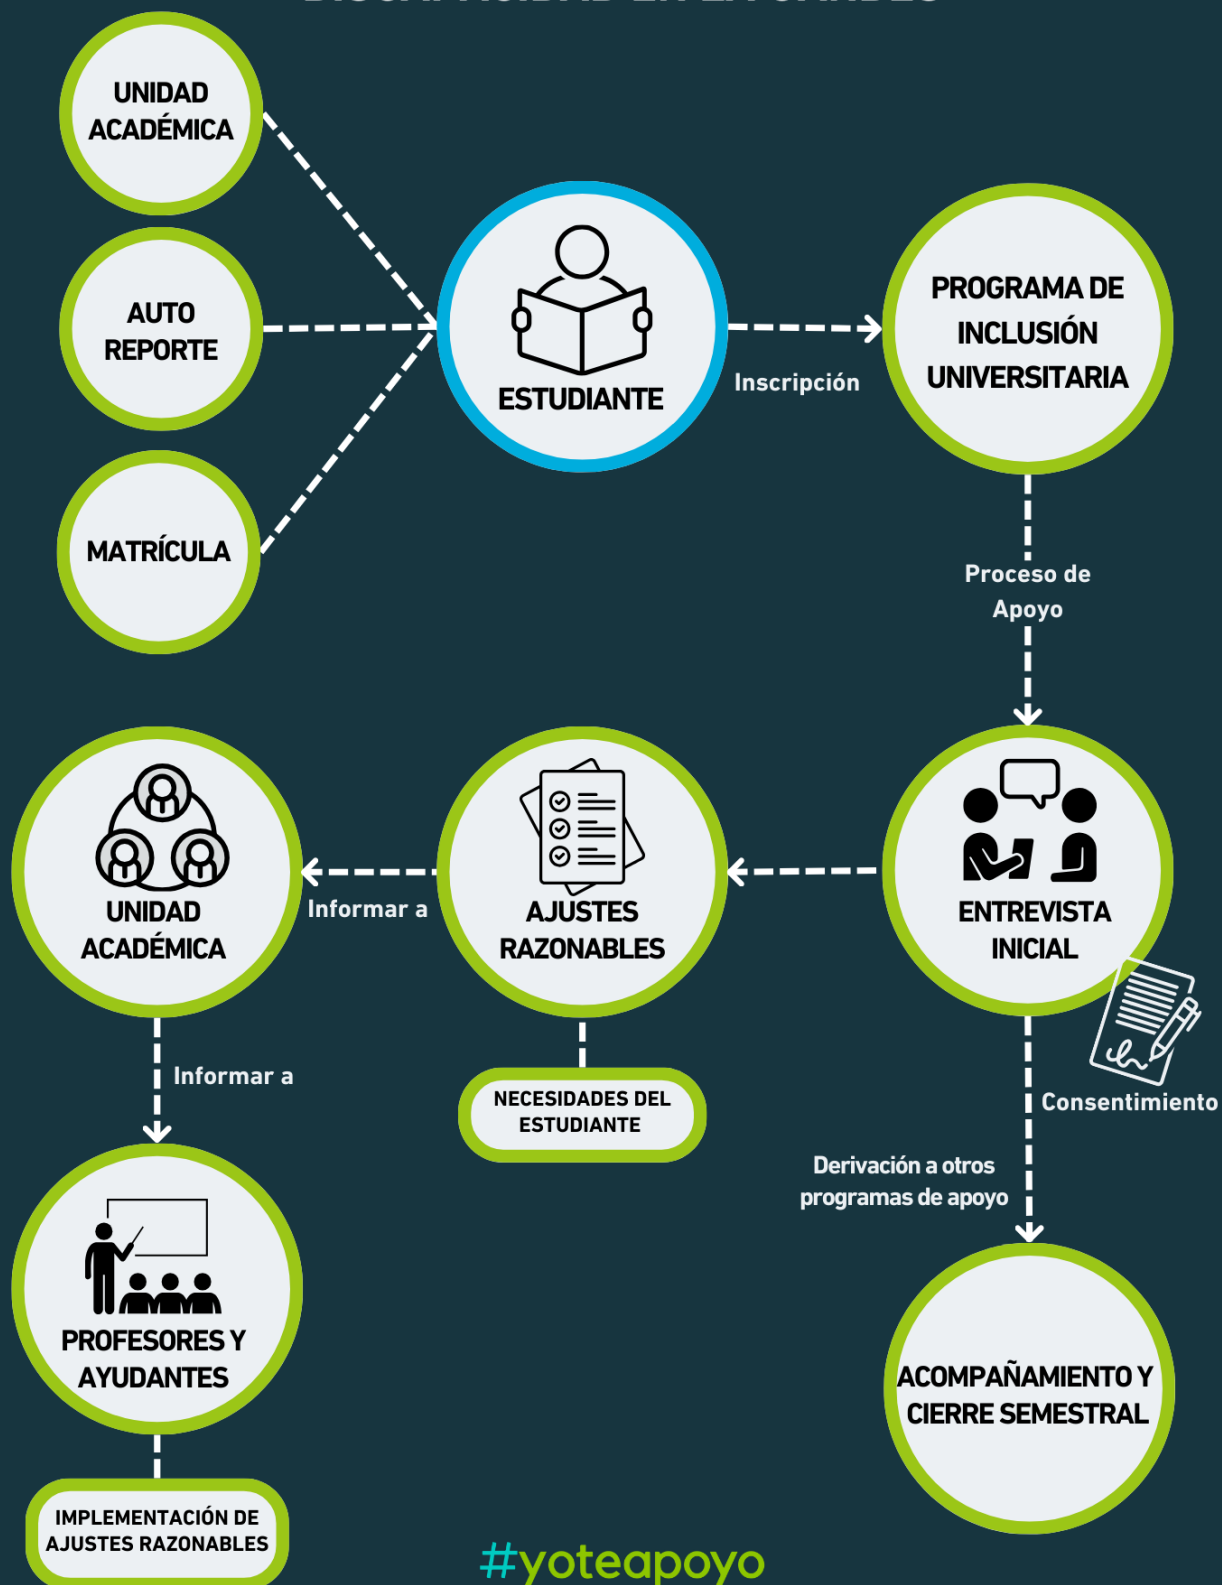 UNIDAD
ACADÉMICA
AUTO
REPORTE
MATRÍCULA
ESTUDIANTE
Inscripción
PROGRAMA DE
INCLUSIÓN
UNIVERSITARIA
Proceso de
Apoyo
ENTREVISTA
INICIAL
Consentimiento
AJUSTES
RAZONABLES
NECESIDADES DEL
ESTUDIANTE
Informar a
UNIDAD
ACADÉMICA
Informar a
PROFESORES Y
AYUDANTES
IMPLEMENTACIÓN DE
AJUSTES RAZONABLES
Derivación a otros
programas de apoyo
ACOMPAÑAMIENTO Y
CIERRE SEMESTRAL
#yoteapoyo